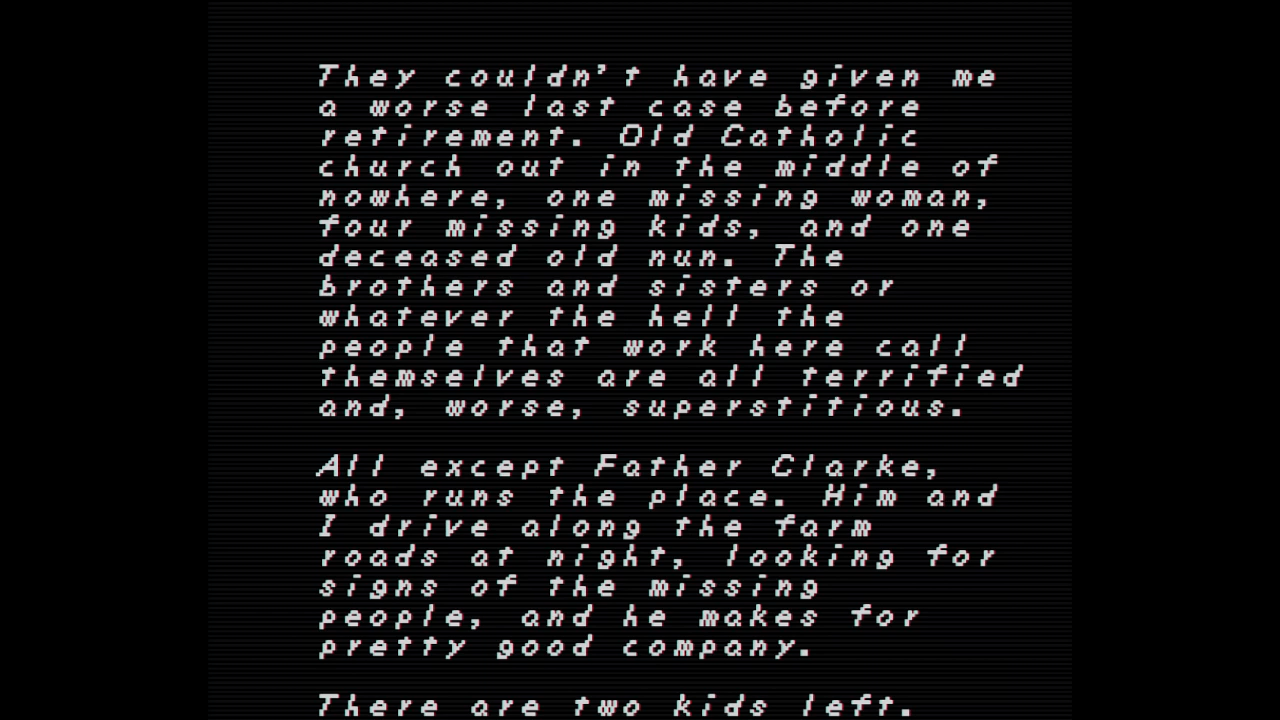 They couldn't have given me
a worse last case before
retirement. Old Catholic
church out in the middle of
nowhere, one missing woman,
four missing kids, and one
deceased old nun. The
brothers and sisters or
whatever the hell the
people that work here call
themselves are all terrified
and, worse, superstitious.
All except Father Clarke,
who runs the place. Him and
I drive along the farm
roads at night, looking for
signs of the missing
people, and he makes for
pretty good company.
There are two kids left.